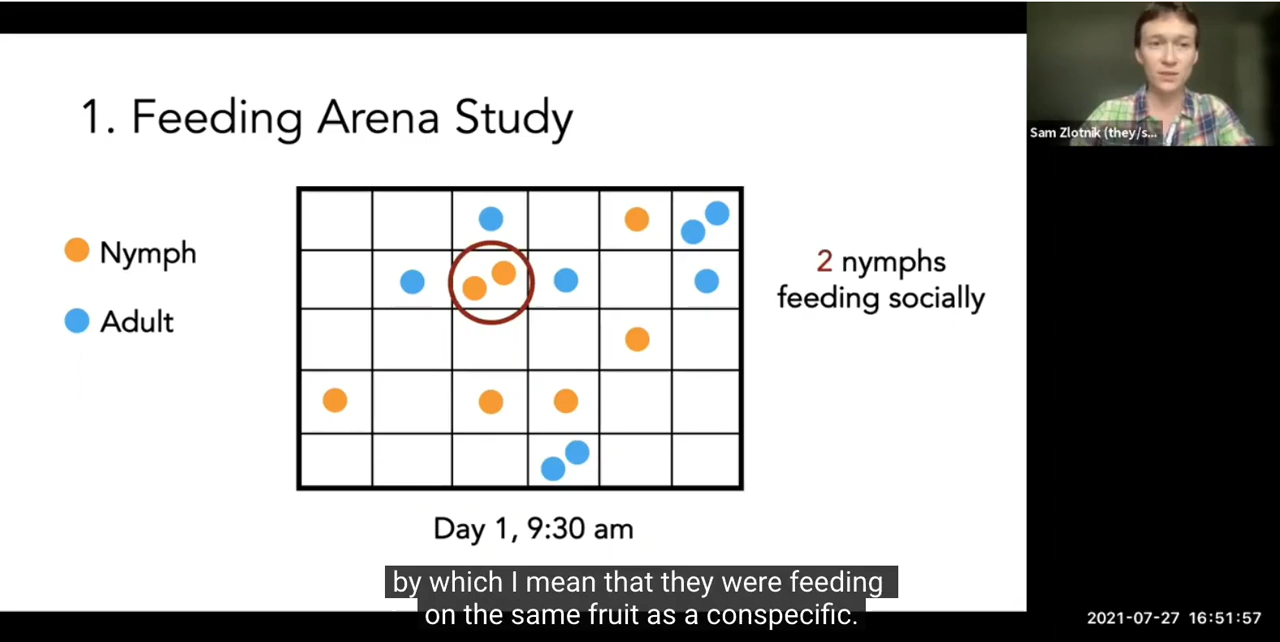 1. Feeding Arena Study
Sam Zlotnik (they/s...
Nymph
Adult
2 nymphs
feeding socially
Day 1, 9:30 am
by which I mean that they were feeding
on the same fruit as a conspecific.
2021-07-27 16:51:57